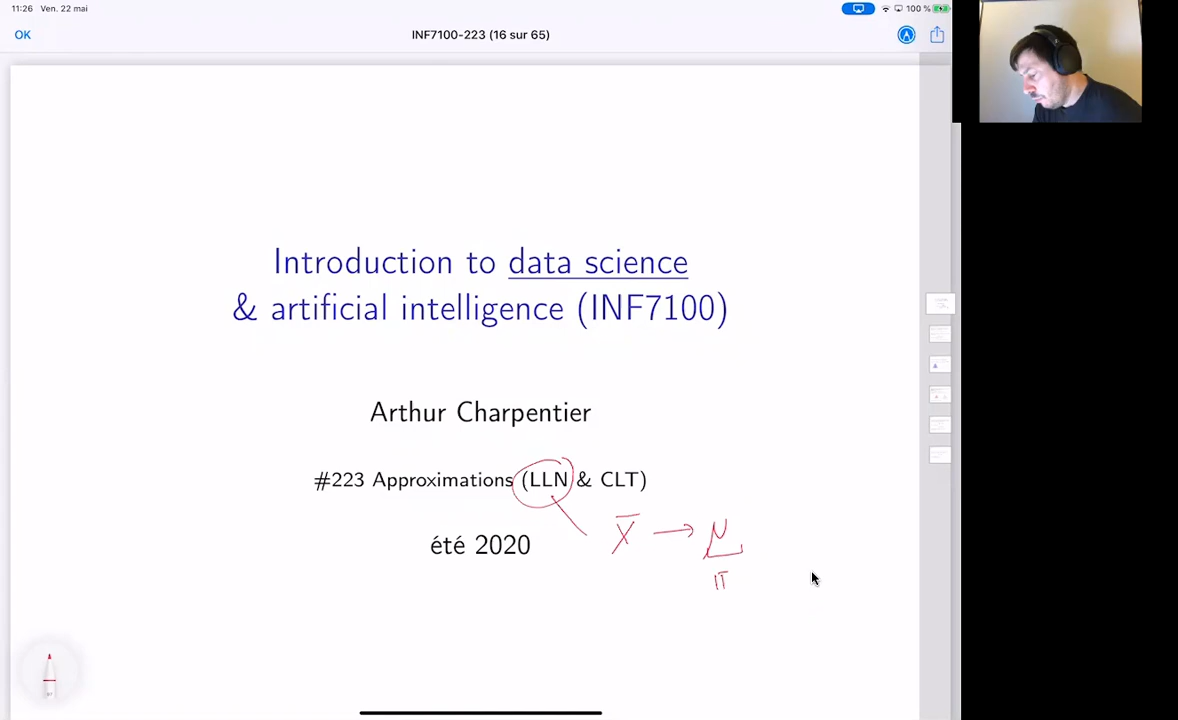 11:26 Ven. 22 mai
100 %
OK
INF7100-223 (16 sur 65)
Introduction to data science
& artificial intelligence (INF7100)
Arthur Charpentier
#223 Approximations (LLN & CLT)
X̄ → μ
été 2020